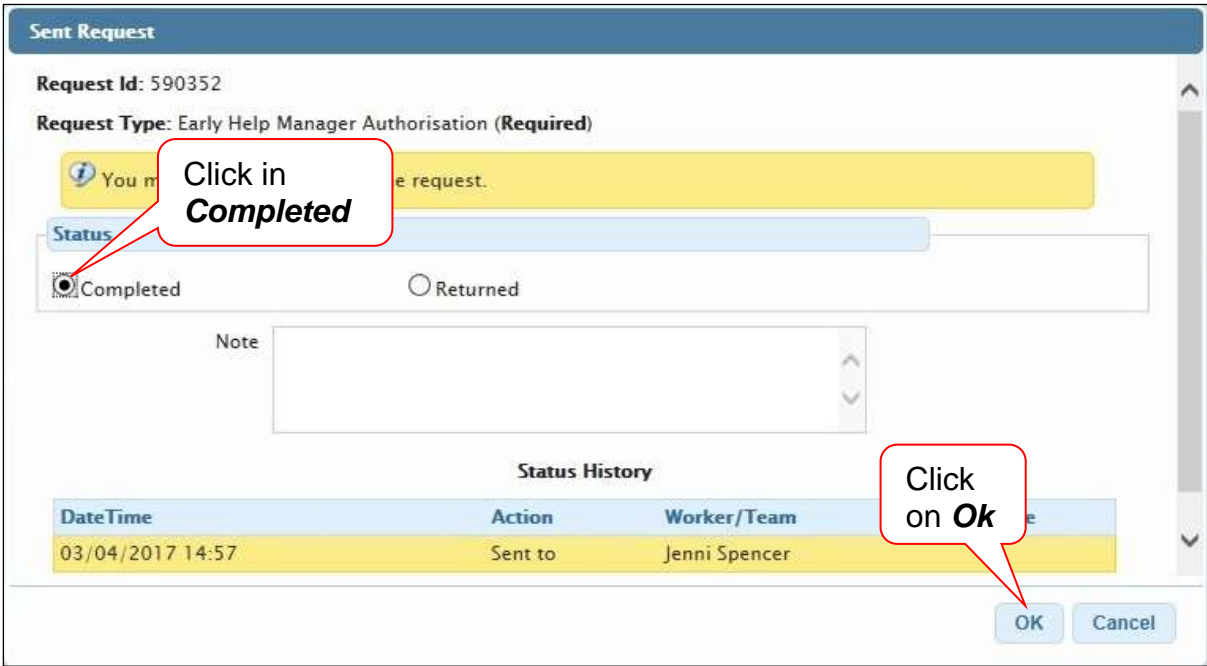 Sent Request
Request Id: 590352
Request Type: Early Help Manager Authorisation (Required)
You m
Click in
Completed
e request.
Status
Completed Returned
Note
Status History
Click
on Ok
DateTime Action Worker/Team e
03/04/2017 14:57 Sent to Jenni Spencer
OK Cancel